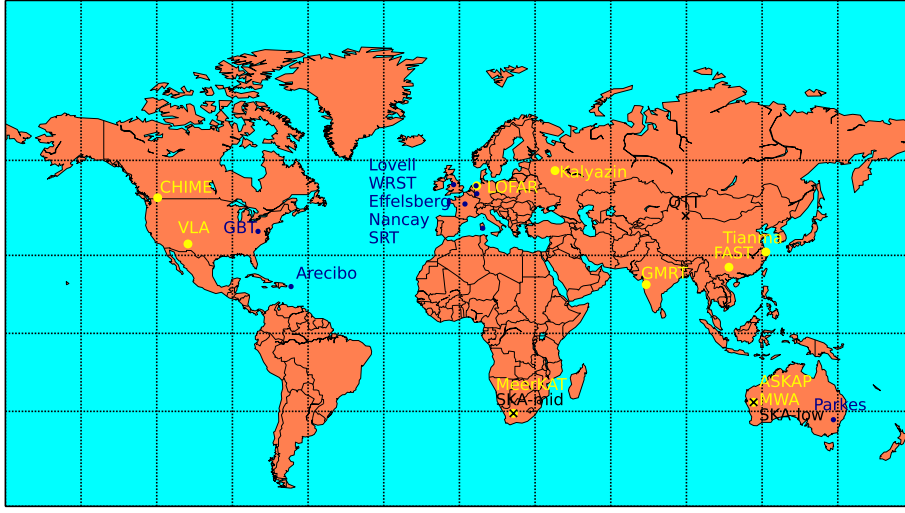 Lovell
WRST
Effelsberg
Nancay
SRT
CHIME
LOFAR
Kalyazin
QTT
VLA
GBT
Tianma
FAST
Arecibo
GMRT
MeerKAT
SKA-mid
ASKAP
MWA
SKA-low
Parkes